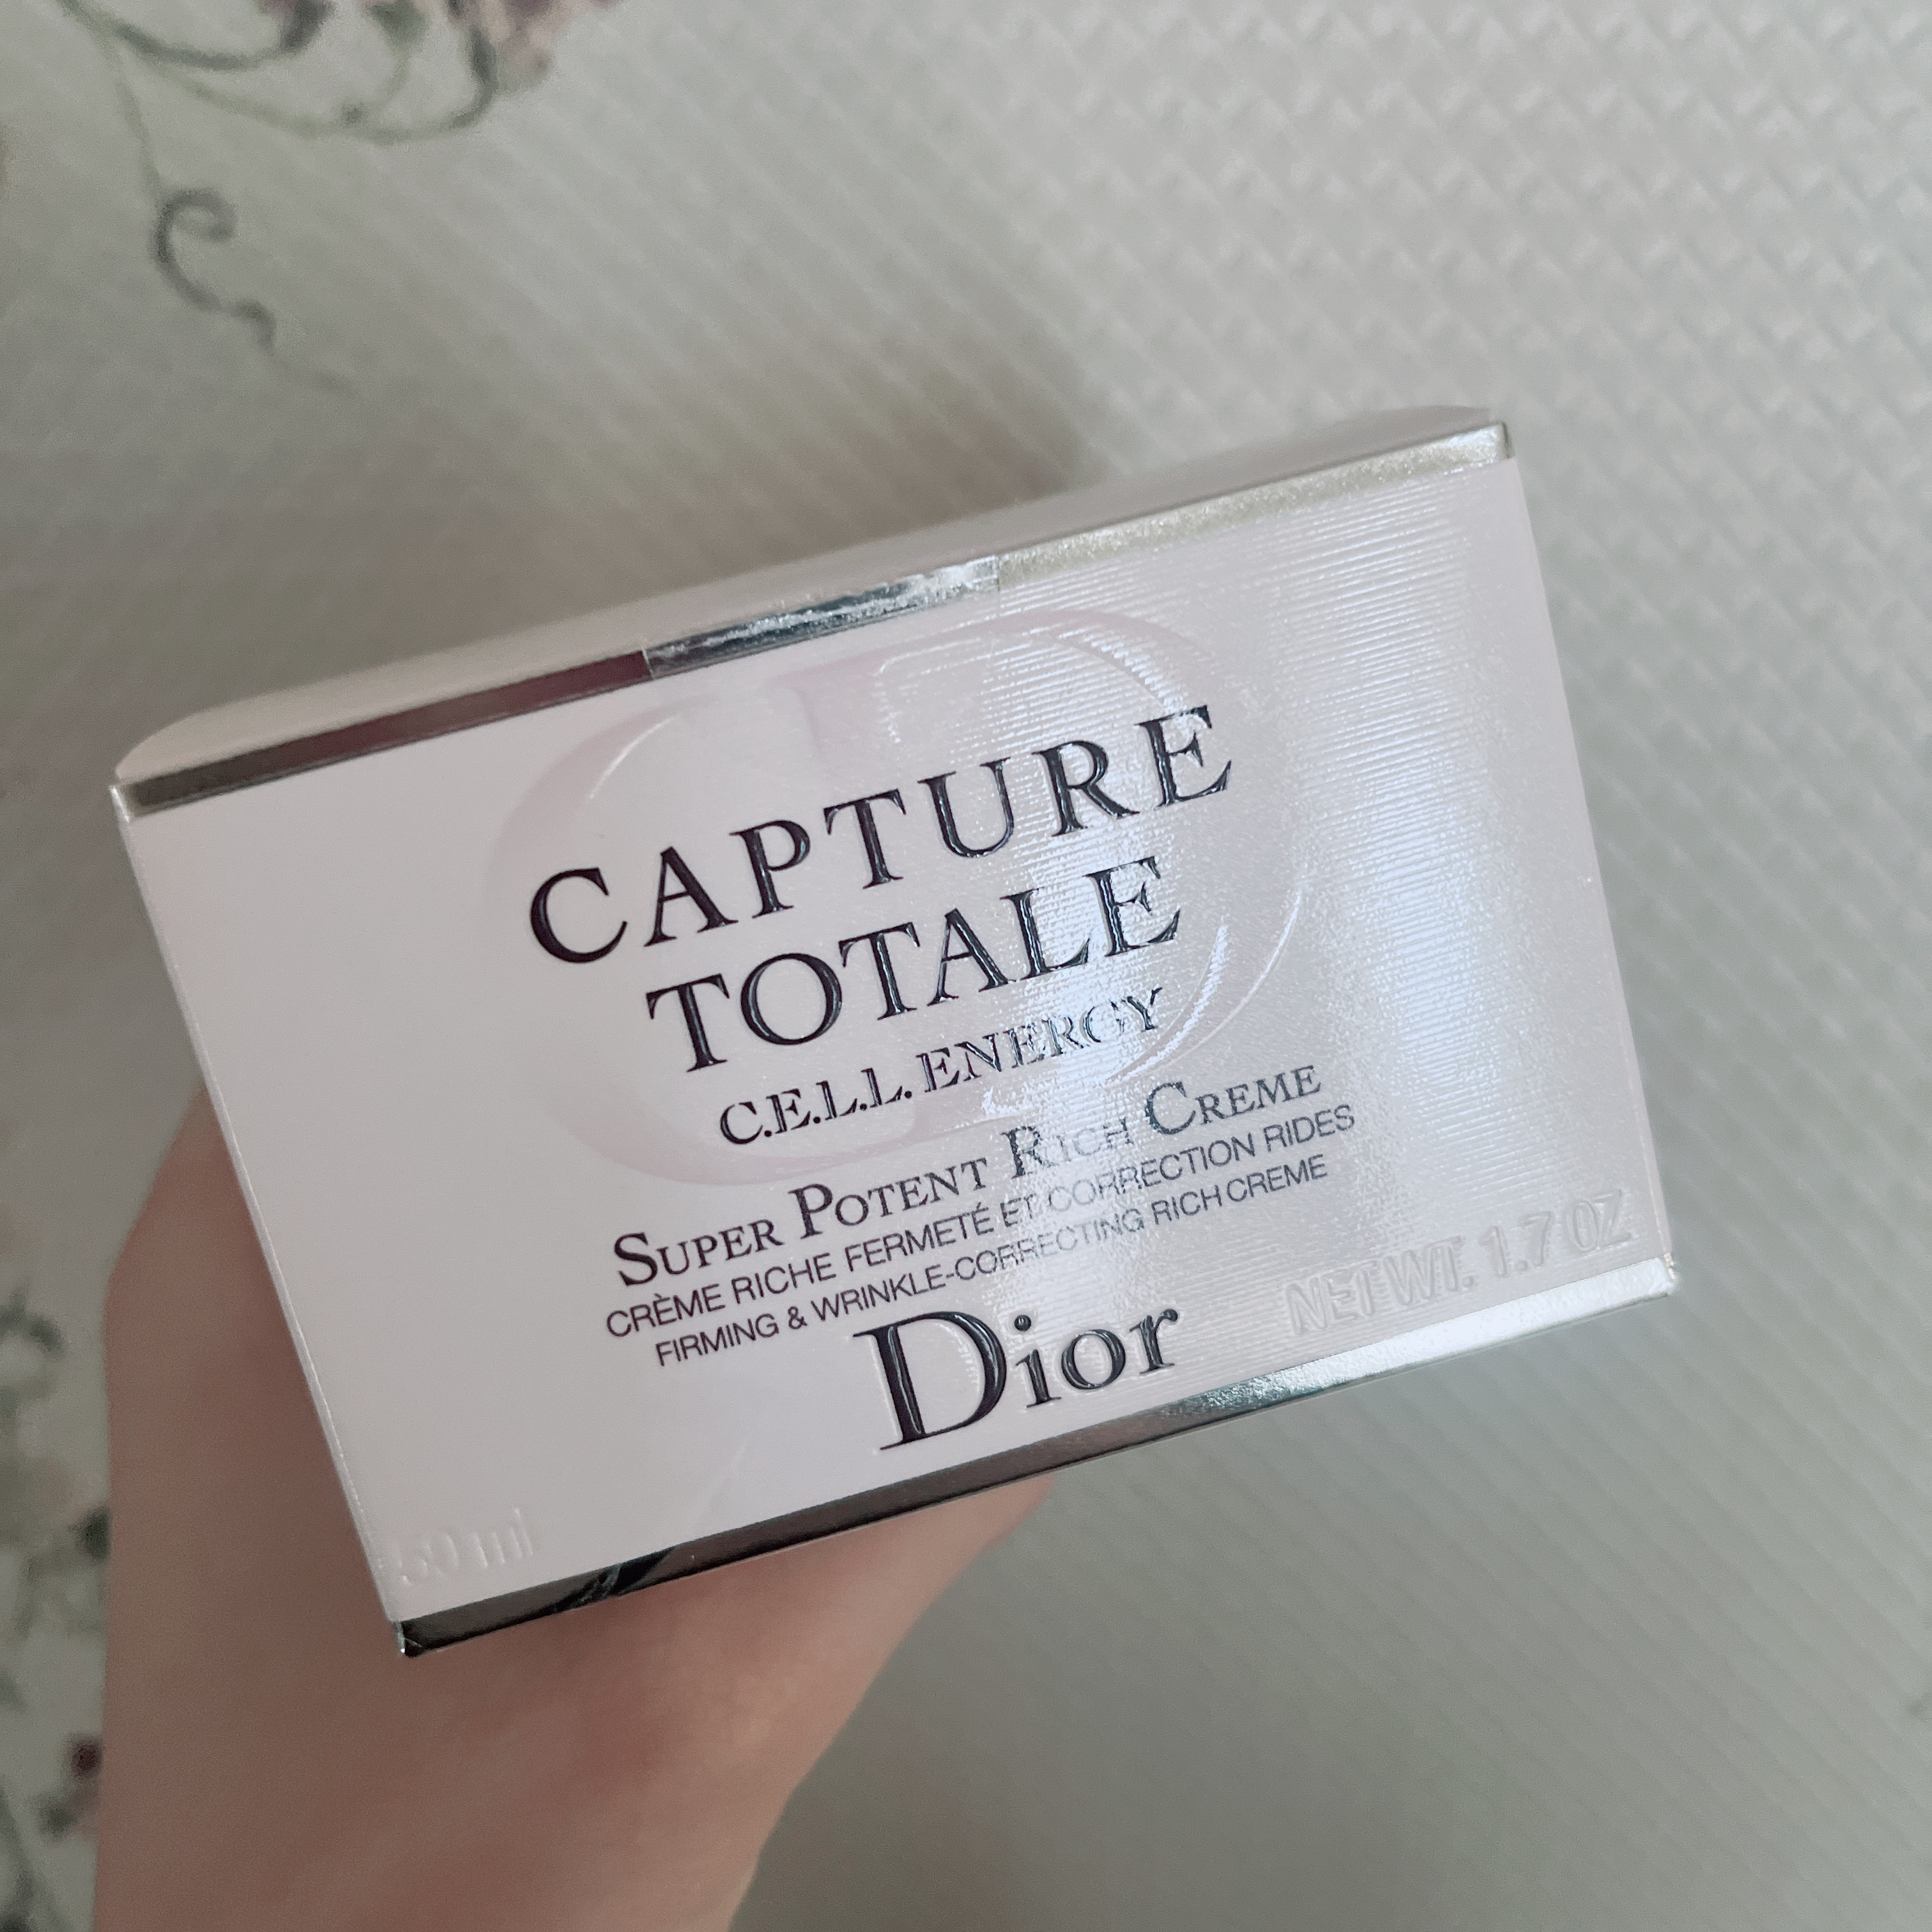 CAPTURE
TOTALE
C.E.L.L. ENERGY
SUPER POTENT RICH CREME
CRÈME RICHE FERMETÉ ET CORRECTION RIDES
FIRMING & WRINKLE-CORRECTING RICH CREME
Dior
50 ml
NET WT. 1.7 OZ